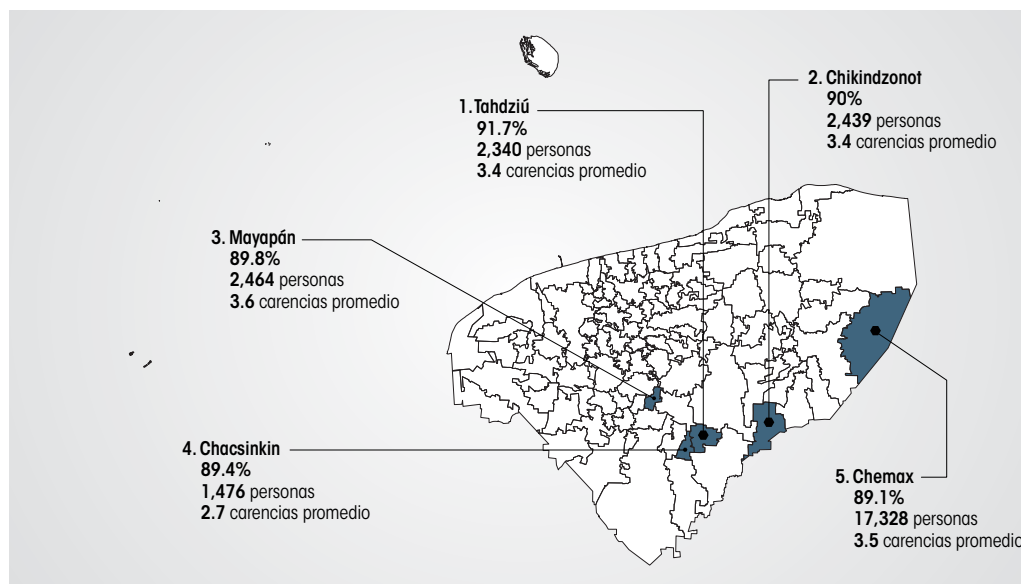 1. Tahdziú
91.7%
2,340 personas
3.4 carencias promedio
2. Chikindzonot
90%
2,439 personas
3.4 carencias promedio
3. Mayapán
89.8%
2,464 personas
3.6 carencias promedio
4. Chacsinkin
89.4%
1,476 personas
2.7 carencias promedio
5. Chemax
89.1%
17,328 personas
3.5 carencias promedio